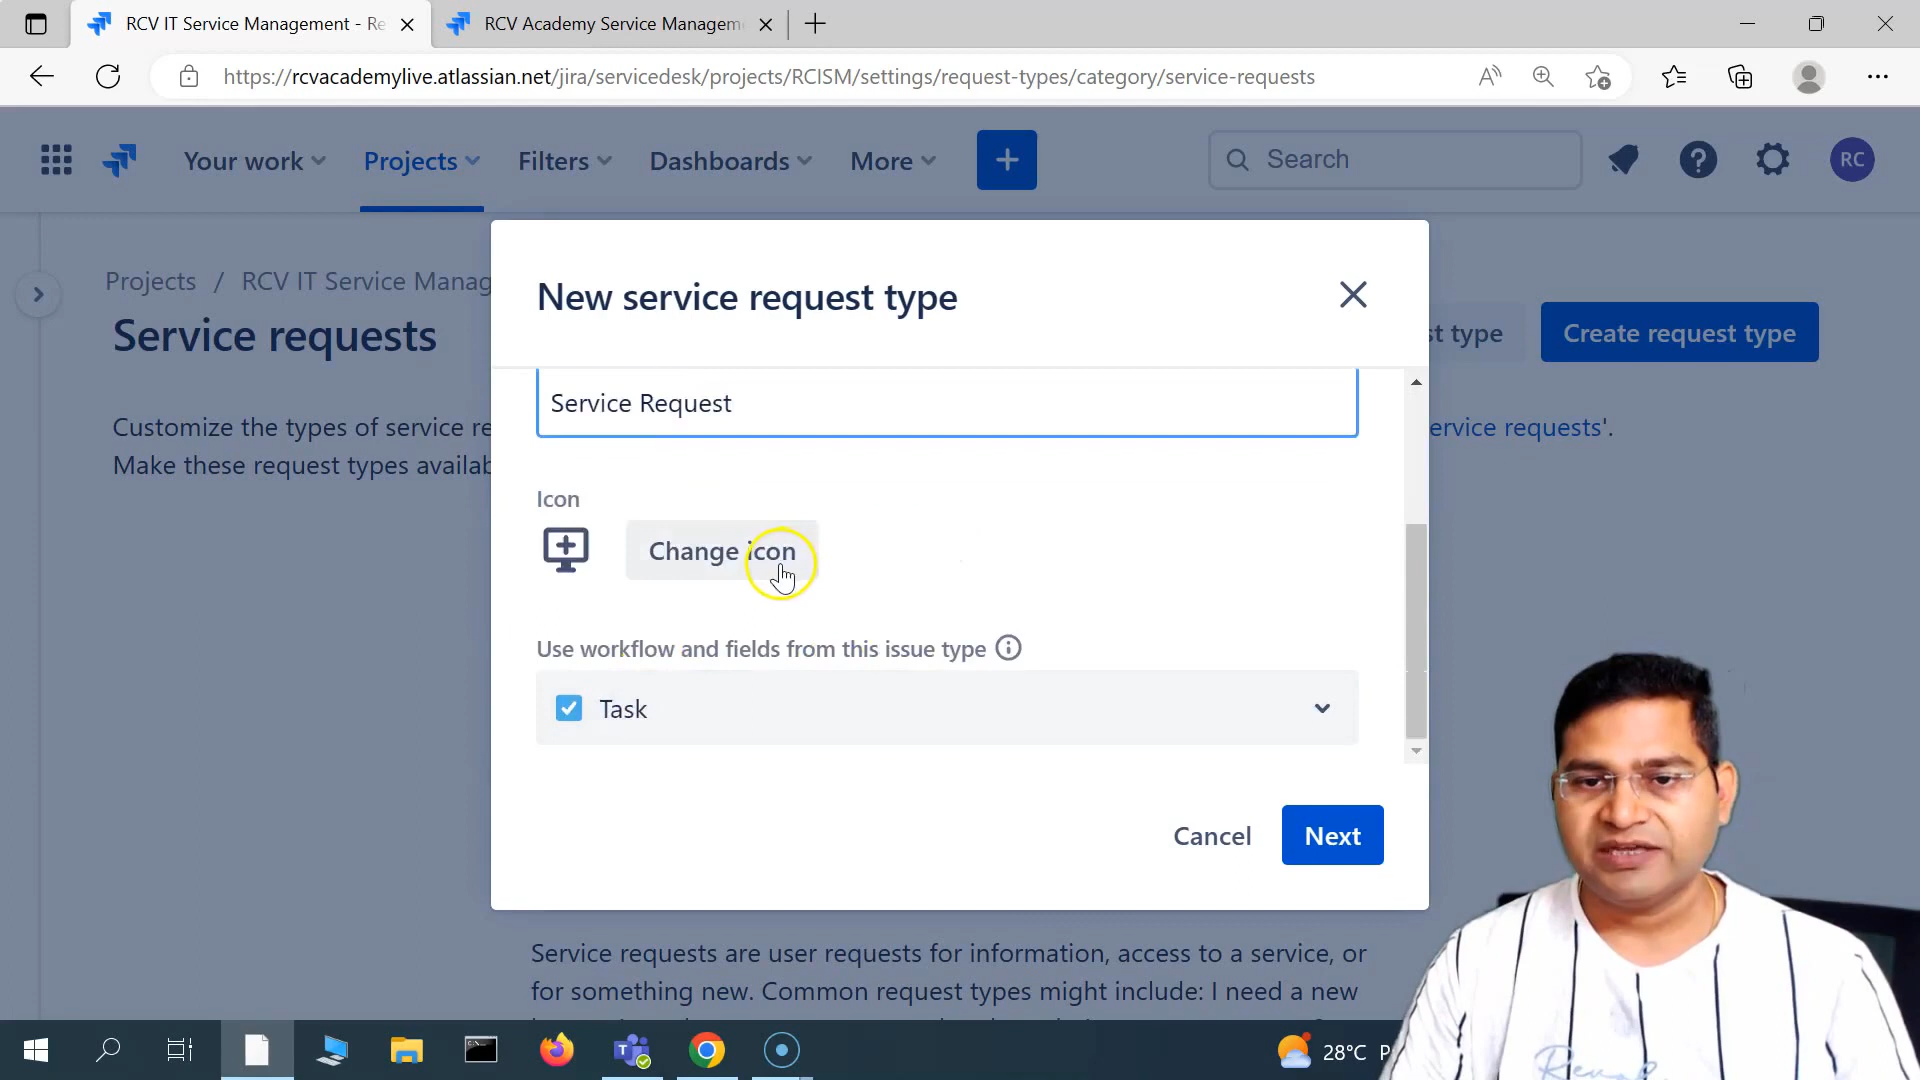 RCV IT Service Management - Re
RCV Academy Service Managem
https://rcvacademylive.atlassian.net/jira/servicedesk/projects/RCISM/settings/request-types/category/service-requests
Your work
Projects
Filters
Dashboards
More
Search
RC
Projects / RCV IT Service Manag
Service requests
st type
Create request type
Customize the types of service re
ervice requests'.
Make these request types availab
New service request type
Service Request
Icon
Change icon
Use workflow and fields from this issue type
Task
Cancel
Next
Service requests are user requests for information, access to a service, or
for something new. Common request types might include: I need a new
28°C P